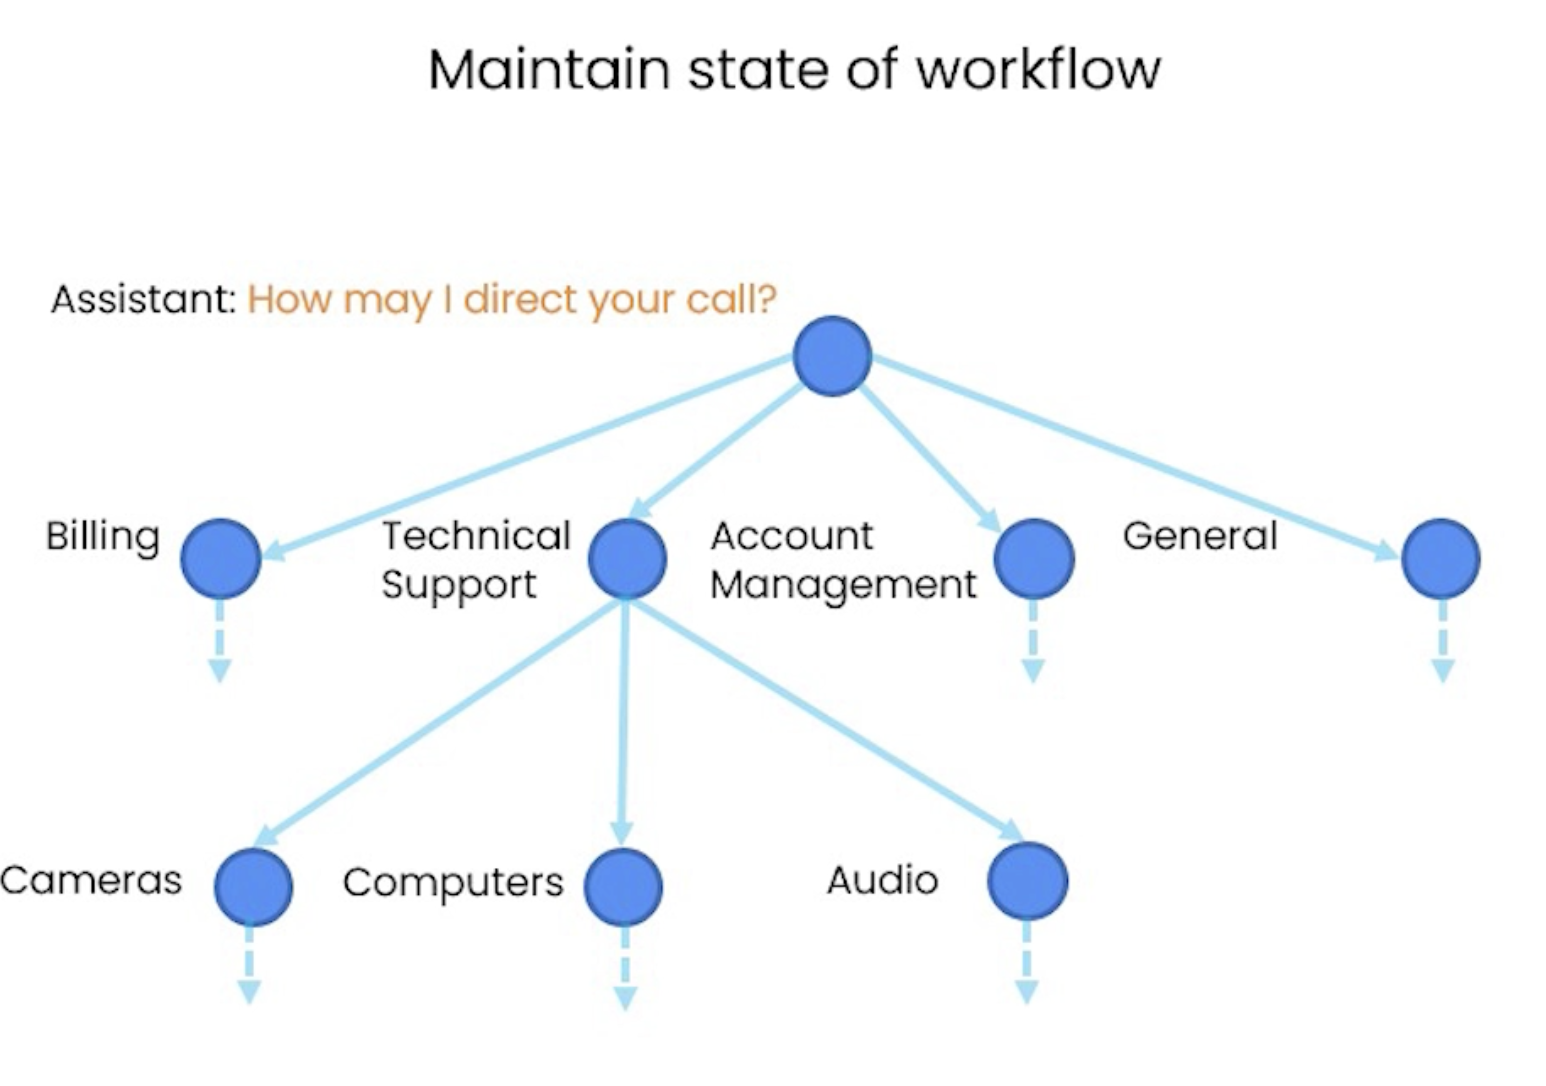 Maintain state of workflow
Assistant: How may I direct your call?
Billing
Technical
Support
Account
Management
General
Cameras
Computers
Audio